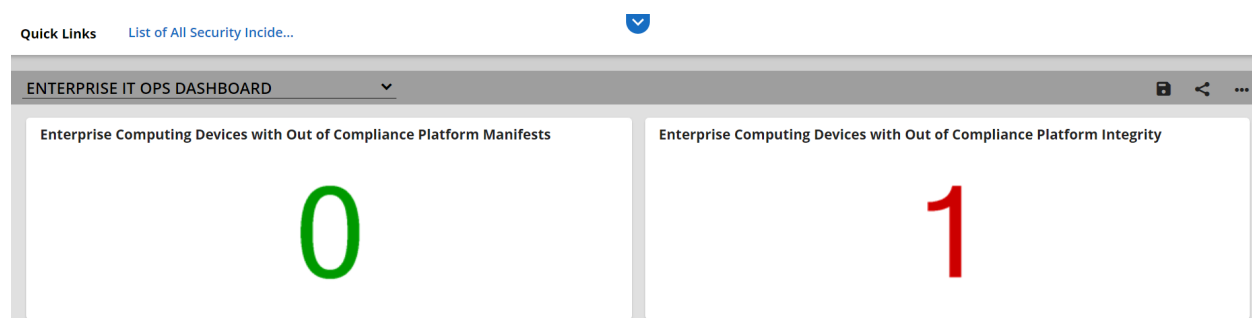 Quick Links List of All Security Incide...
ENTERPRISE IT OPS DASHBOARD
Enterprise Computing Devices with Out of Compliance Platform Manifests
0
Enterprise Computing Devices with Out of Compliance Platform Integrity
1